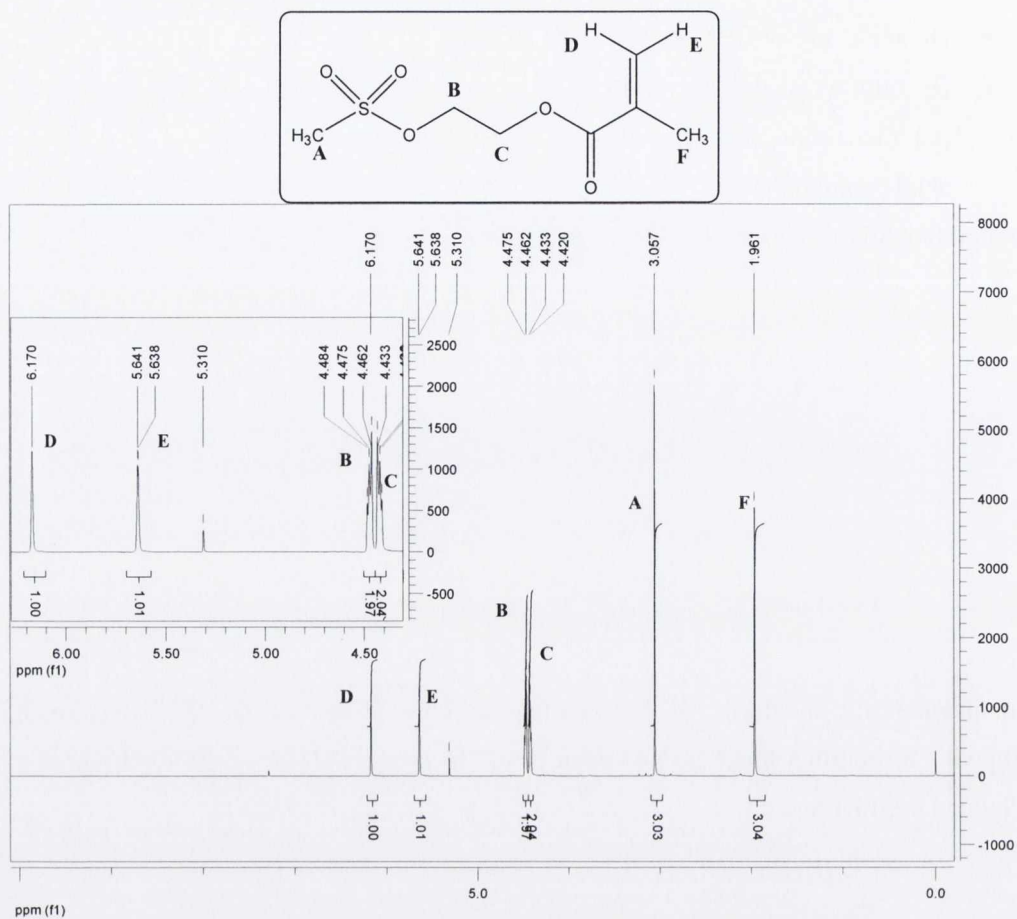 H H
D E
O O
B
S
O
O
H₃C
A
C
CH₃
F
O
6.170
5.641
5.638
5.310
4.475
4.462
4.433
4.420
3.057
1.961
8000
7000
6000
5000
4000
3000
2000
1000
0
-1000
6.170
5.641
5.638
5.310
4.484
4.475
4.462
4.433
2500
2000
1500
1000
500
0
-500
D E B C
1.00
1.01
1.97
2.04
6.00 5.50 5.00 4.50
ppm (f1)
A F
B
C
D E
1.00
1.01
3.03
3.04
5.0 0.0
ppm (f1)